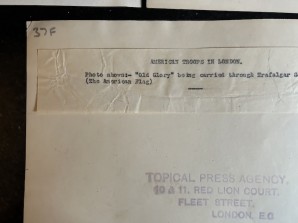 37F
AMERICAN TROOPS IN LONDON.
Photo shows:- "Old Glory" being carried through Trafalgar
(The American Flag)
TOPICAL PRESS AGENCY.
10 & 11. RED LION COURT.
FLEET STREET,
LONDON, E.C.